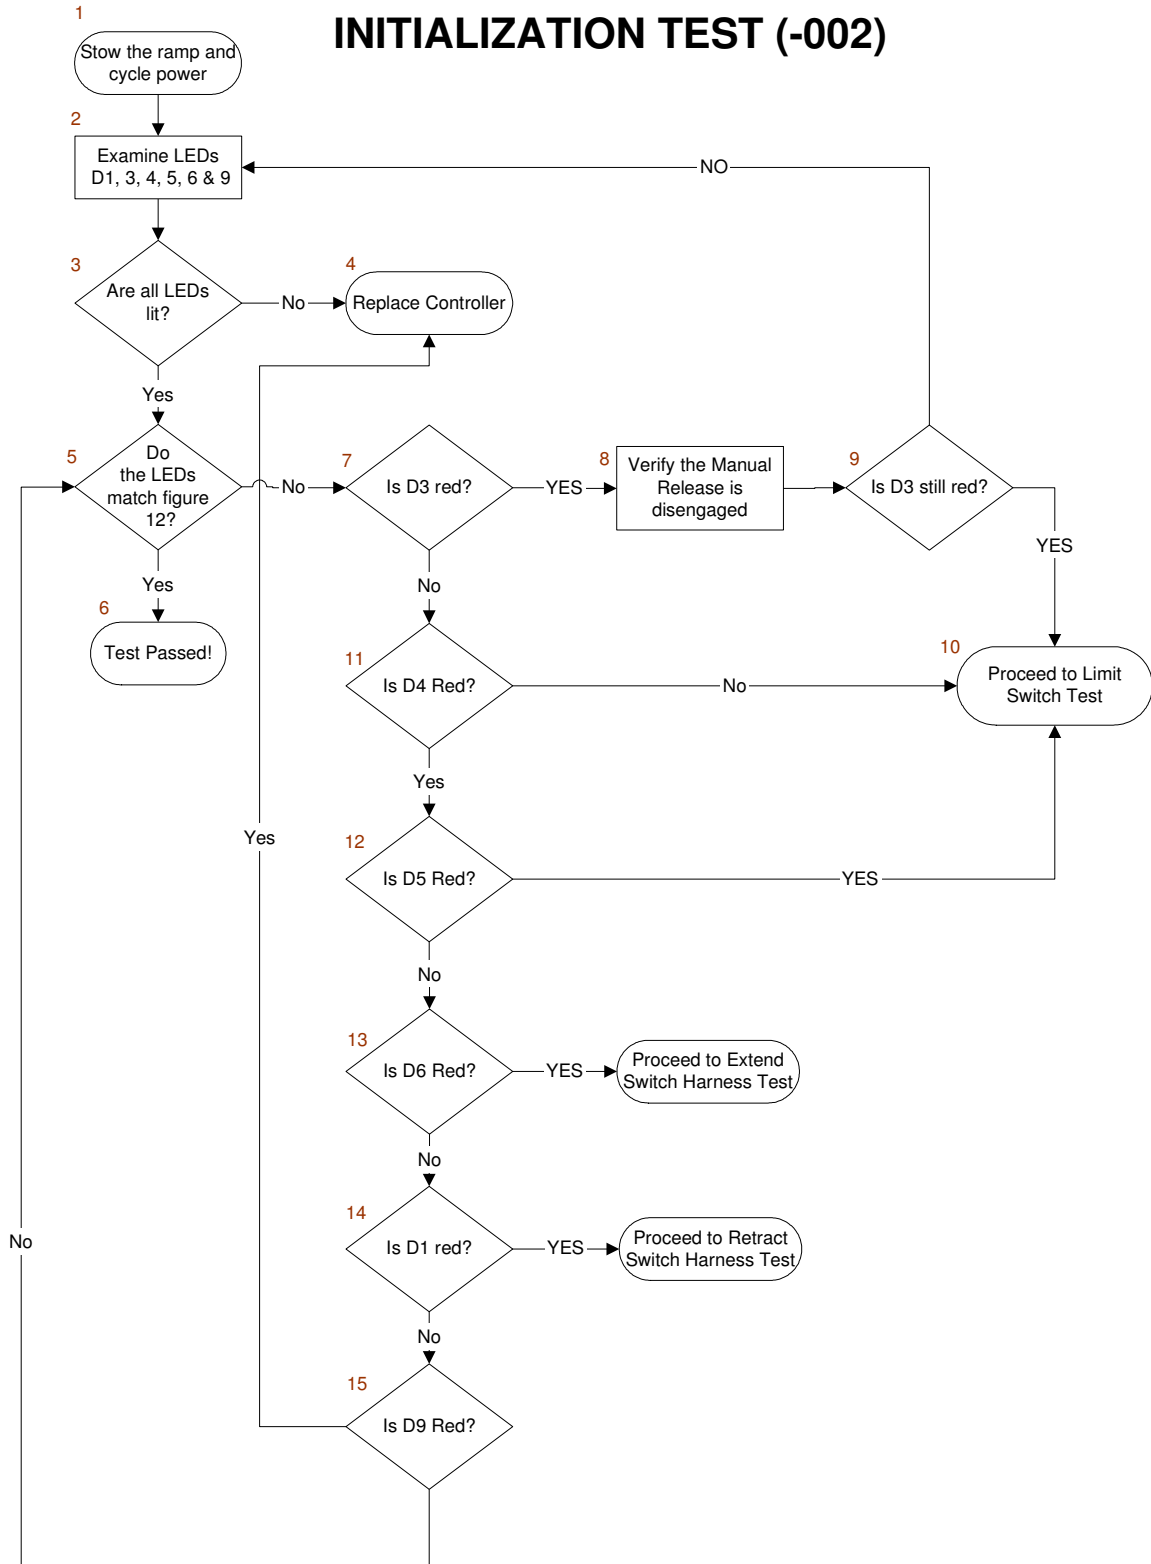 INITIALIZATION TEST (-002)
1
Stow the ramp and
cycle power
2
Examine LEDs
D1, 3, 4, 5, 6 & 9
NO
3
Are all LEDs
lit?
No
4
Replace Controller
Yes
5
Do
the LEDs
match figure
12?
No
7
Is D3 red?
YES
8
Verify the Manual
Release is
disengaged
9
Is D3 still red?
YES
Yes
No
6
Test Passed!
11
Is D4 Red?
No
10
Proceed to Limit
Switch Test
Yes
Yes
12
Is D5 Red?
YES
No
13
Is D6 Red?
YES
Proceed to Extend
Switch Harness Test
No
14
Is D1 red?
YES
Proceed to Retract
Switch Harness Test
No
No
15
Is D9 Red?